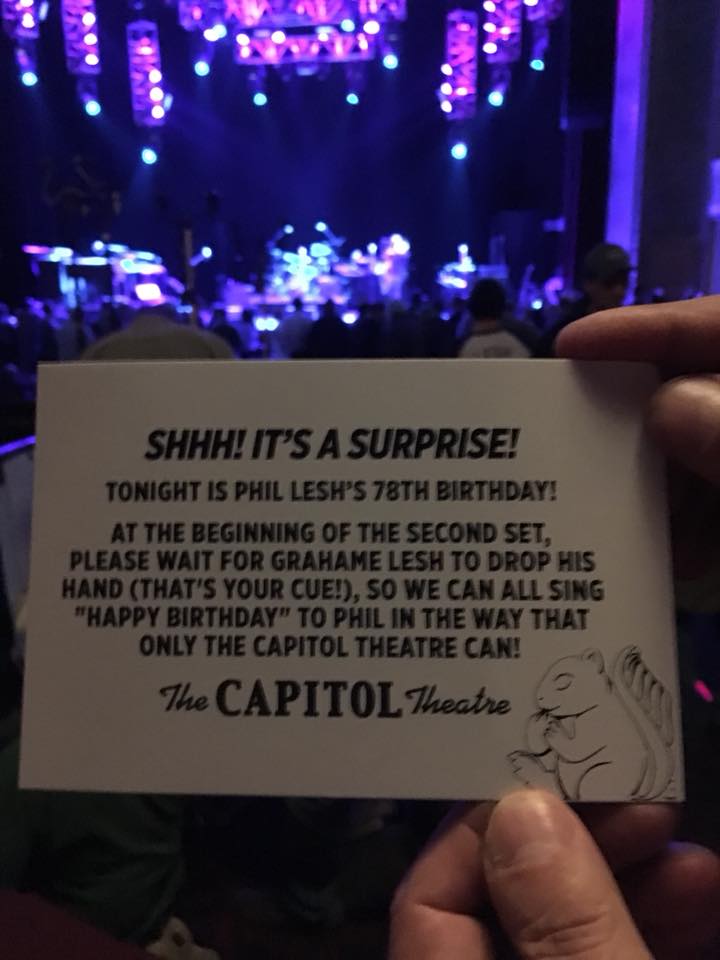 SHHH! IT'S A SURPRISE!
TONIGHT IS PHIL LESH'S 78TH BIRTHDAY!
AT THE BEGINNING OF THE SECOND SET,
PLEASE WAIT FOR GRAHAME LESH TO DROP HIS
HAND (THAT'S YOUR CUE!), SO WE CAN ALL SING
"HAPPY BIRTHDAY" TO PHIL IN THE WAY THAT
ONLY THE CAPITOL THEATRE CAN!
The CAPITOL Theatre